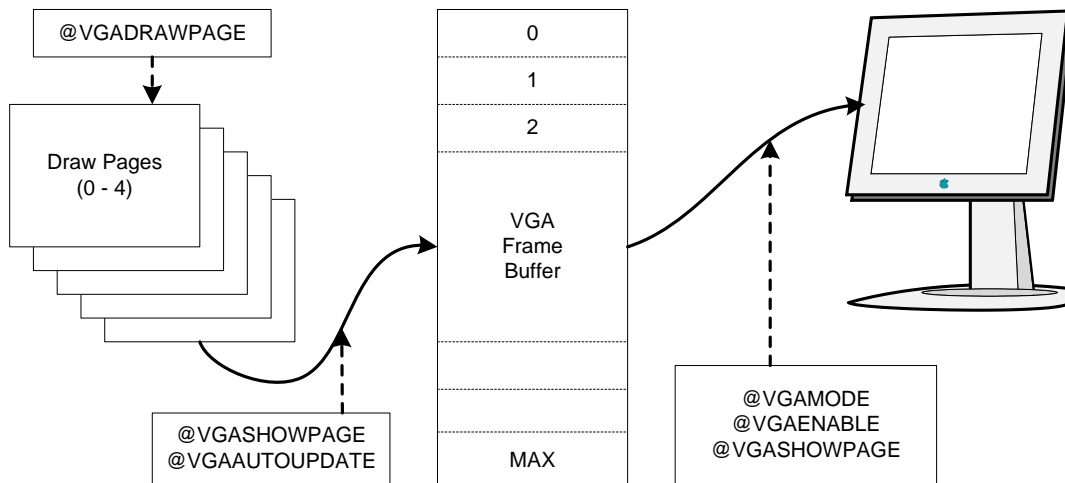 @VGADRAWPAGE
Draw Pages
(0 - 4)
@VGASHOWPAGE
@VGAAUTOUPDATE
0
1
2
VGA
Frame
Buffer
MAX
@VGAMODE
@VGAENABLE
@VGASHOWPAGE